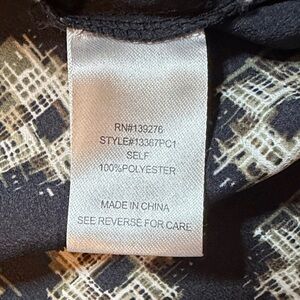 RN#139276
STYLE#13367PC1
SELF
100%POLYESTER
MADE IN CHINA
SEE REVERSE FOR CARE